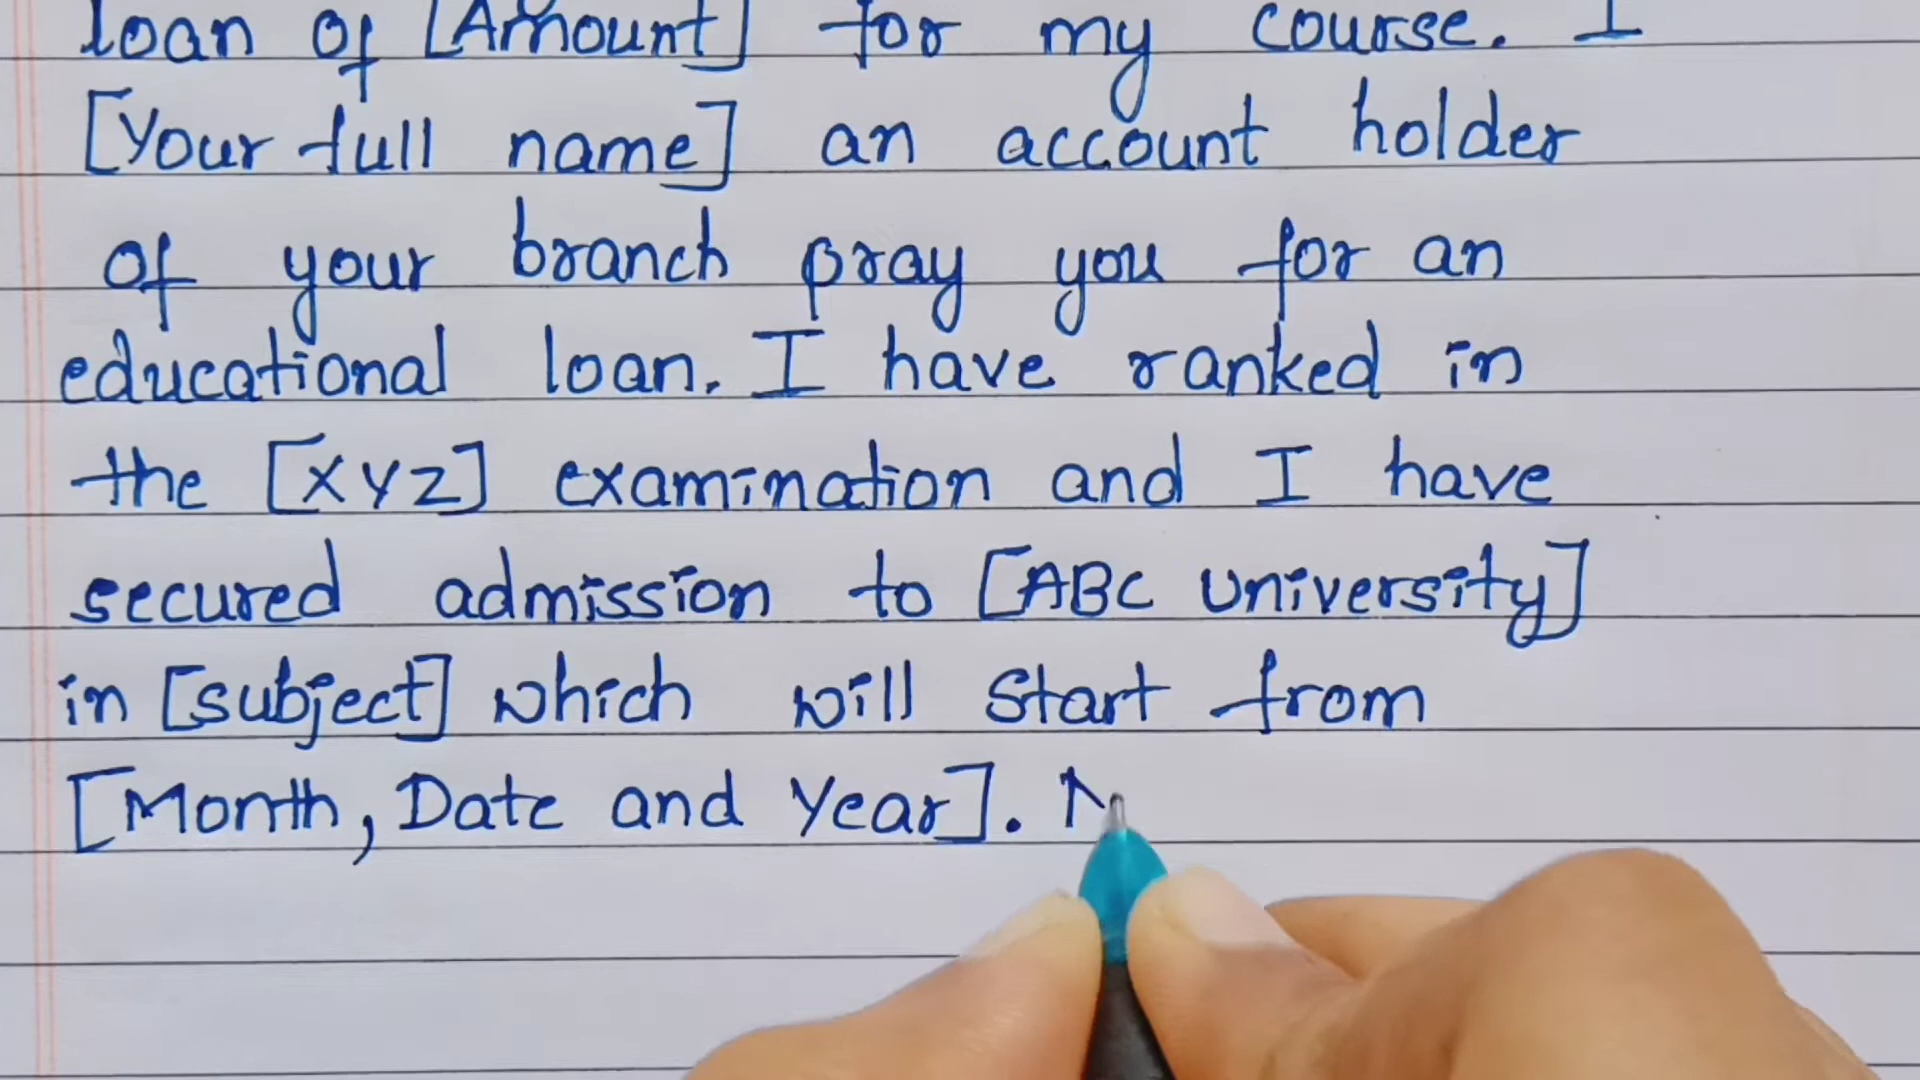 loan of [Amount] for my course. I
[Your full name] an account holder
of your branch pray you for an
educational loan. I have ranked in
the [XYZ] examination and I have
secured admission to [ABC University]
in [subject] which will start from
[Month, Date and Year].